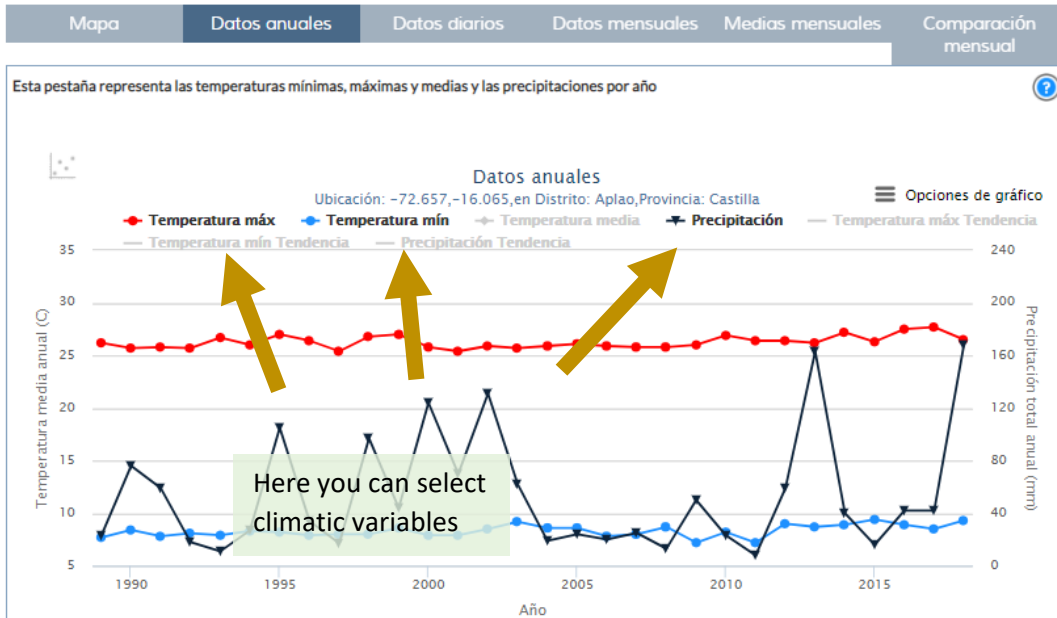 Mapa Datos anuales Datos diarios Datos mensuales Medias mensuales Comparación mensual
Esta pestaña representa las temperaturas mínimas, máximas y medias y las precipitaciones por año
?
Datos anuales
Ubicación: -72.657,-16.065,en Distrito: Aplao,Provincia: Castilla
Opciones de gráfico
Temperatura máx Temperatura mín Temperatura media Precipitación Temperatura máx Tendencia
Temperatura mín Tendencia Precipitación Tendencia
Temperatura media anual (C)
35
30
25
20
15
10
5
240
200
160
120
80
40
0
Precipitación total anual (mm)
Here you can select
climatic variables
1990 1995 2000 2005 2010 2015
Año